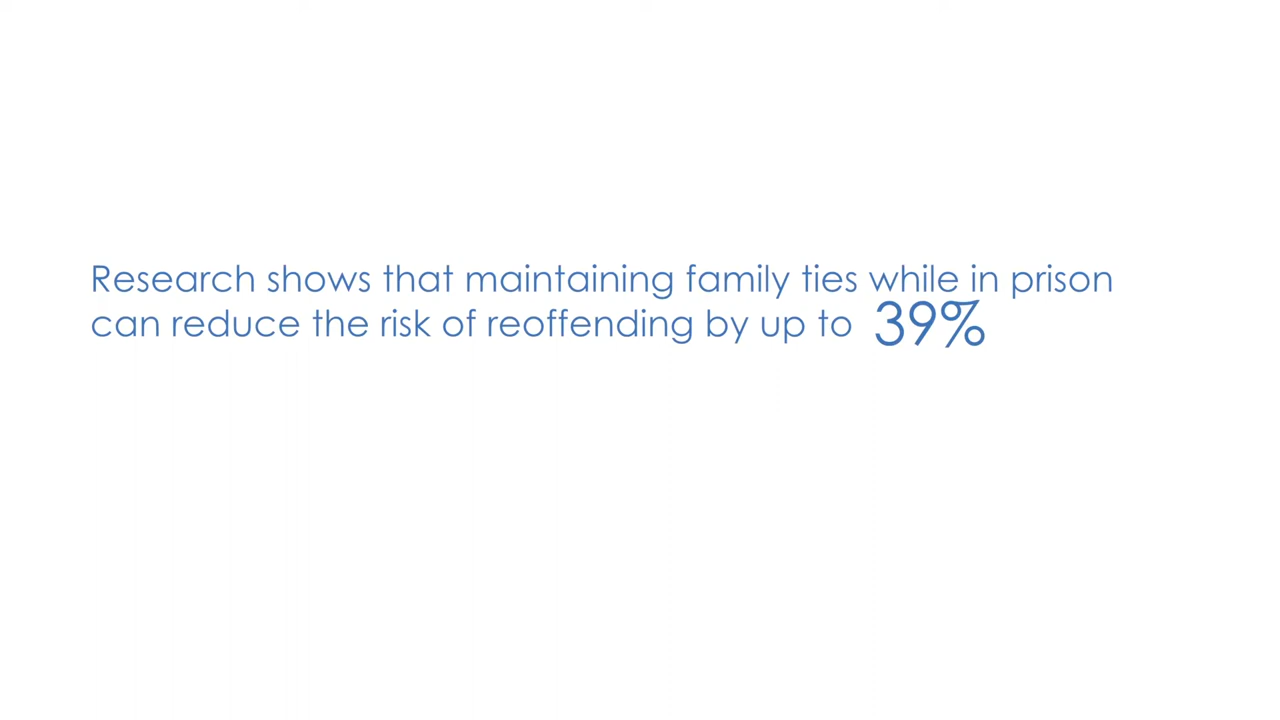 Research shows that maintaining family ties while in prison
can reduce the risk of reoffending by up to 39%